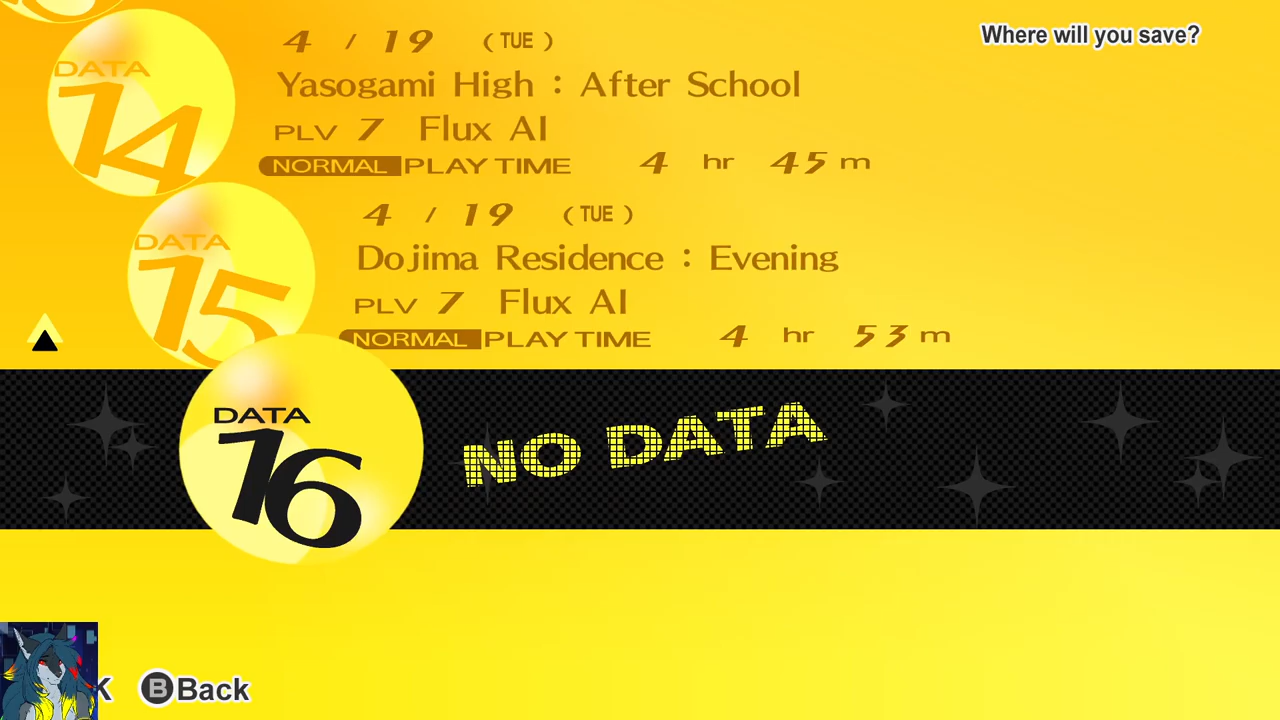 Where will you save?
DATA
14
4 / 19 (TUE)
Yasogami High : After School
PLV 7 Flux AI
NORMAL PLAY TIME 4 hr 45 m
DATA
15
4 / 19 (TUE)
Dojima Residence : Evening
PLV 7 Flux AI
NORMAL PLAY TIME 4 hr 53 m
DATA
16
NO DATA
K B Back